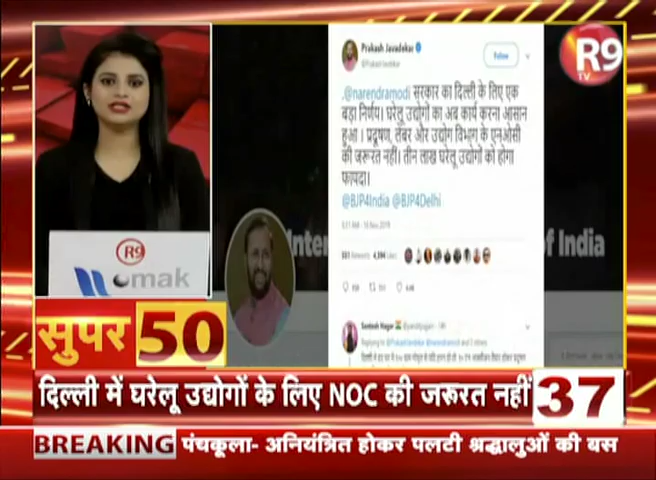 Prakash Javadekar
@PrakashJavdekar
Follow
R9
TV
.@narendramodi सरकार का दिल्ली के लिए एक
बड़ा निर्णय। घरेलू उद्योगों का अब कार्य करना आसान
हुआ । प्रदूषण, लेबर और उद्योग विभाग के एनओसी
की जरूरत नहीं। तीन लाख घरेलू उद्योगों को होगा
फायदा।
@BJP4India @BJP4Delhi
Inter
f India
R9
omak
सुपर 50
दिल्ली में घरेलू उद्योगों के लिए NOC की जरूरत नहीं 37
BREAKING पंचकूला- अनियंत्रित होकर पलटी श्रद्धालुओं की बस